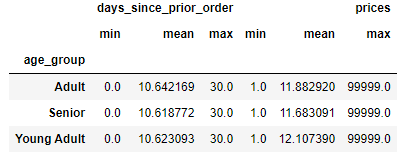 days_since_prior_order prices
min mean max min mean max
age_group
Adult 0.0 10.642169 30.0 1.0 11.882920 99999.0
Senior 0.0 10.618772 30.0 1.0 11.683091 99999.0
Young Adult 0.0 10.623093 30.0 1.0 12.107390 99999.0